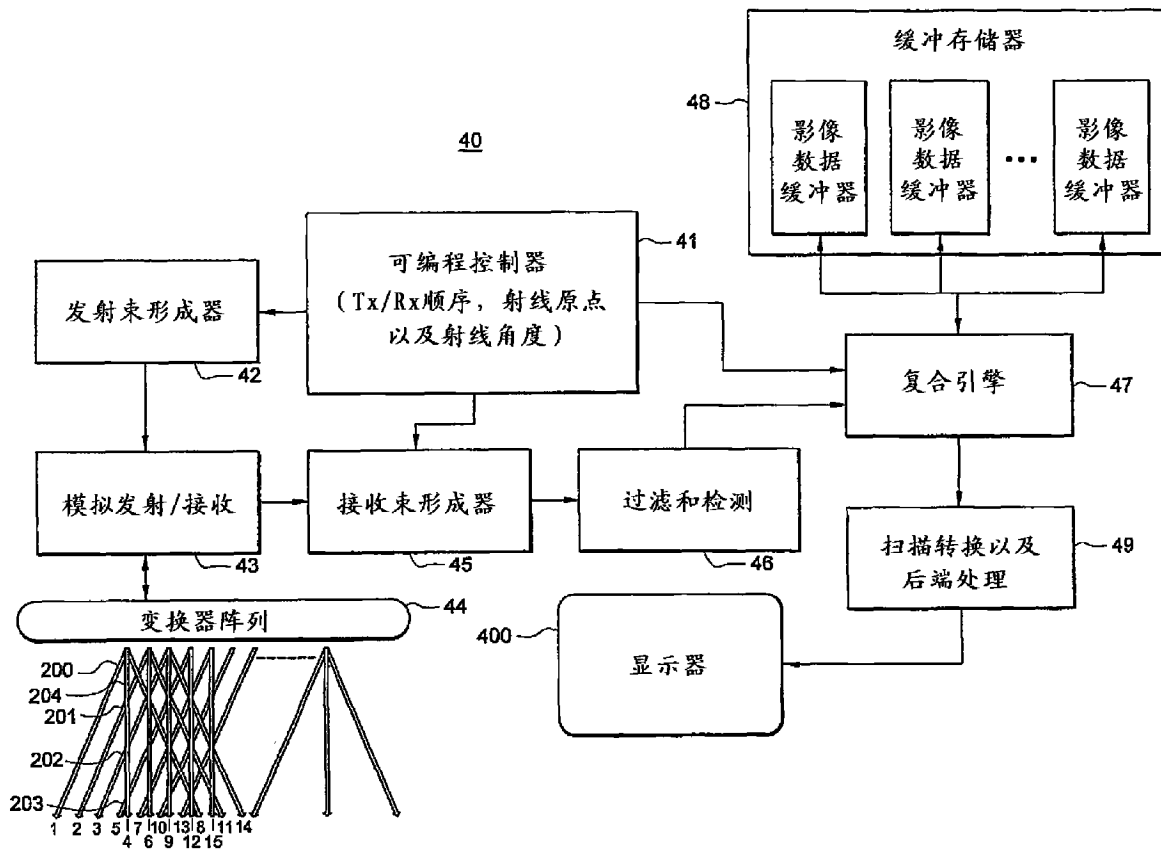 缓冲存储器
48
影像
数据
缓冲器
影像
数据
缓冲器
...
影像
数据
缓冲器
40
41
可编程控制器
(Tx/Rx顺序，射线原点
以及射线角度)
发射束形成器
42
复合引擎
47
模拟发射/接收
43
接收束形成器
45
过滤和检测
46
扫描转换以及
后端处理
49
变换器阵列
44
400
显示器
200
204
201
202
203
1 2 3 5 7 10 13 8 11 14
4 6 9 12 15